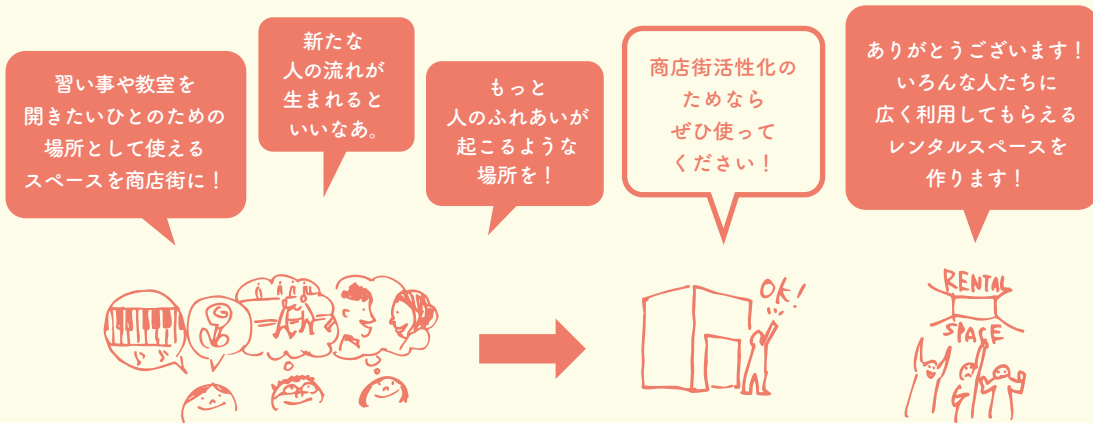 習い事や教室を
開きたいひとのための
場所として使える
スペースを商店街に！
新たな
人の流れが
生まれると
いいなあ。
もっと
人のふれあいが
起こるような
場所を！
商店街活性化の
ためなら
ぜひ使って
ください！
ありがとうございます！
いろんな人たちに
広く利用してもらえる
レンタルスペースを
作ります！
OK!
RENTAL
SPACE